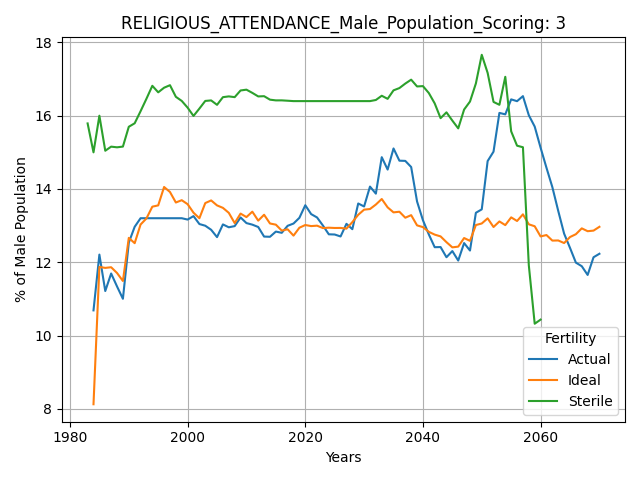 RELIGIOUS_ATTENDANCE_Male_Population_Scoring: 3
18
16
14
12
10
8
% of Male Population
1980
2000
2020
2040
2060
Years
Fertility
Actual
Ideal
Sterile